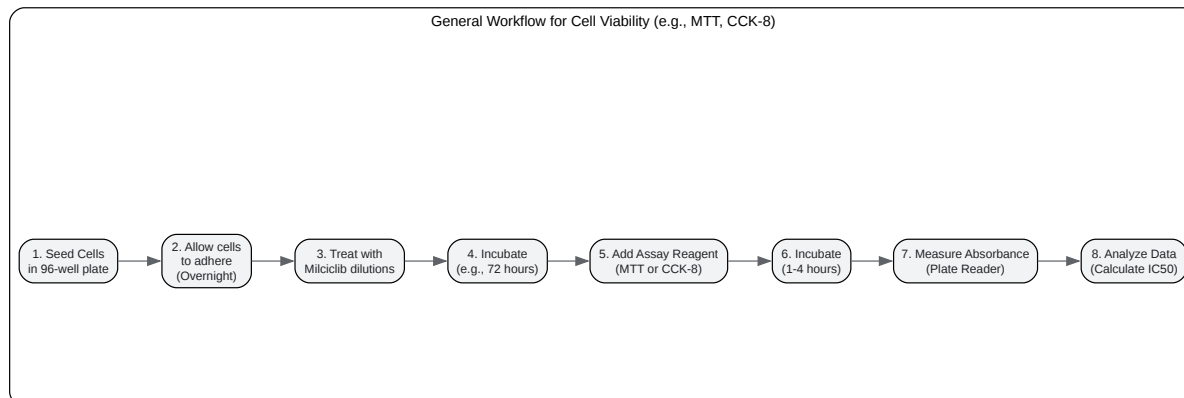 General Workflow for Cell Viability (e.g., MTT, CCK-8)
1. Seed Cells
in 96-well plate
2. Allow cells
to adhere
(Overnight)
3. Treat with
Milciclib dilutions
4. Incubate
(e.g., 72 hours)
5. Add Assay Reagent
(MTT or CCK-8)
6. Incubate
(1-4 hours)
7. Measure Absorbance
(Plate Reader)
8. Analyze Data
(Calculate IC50)